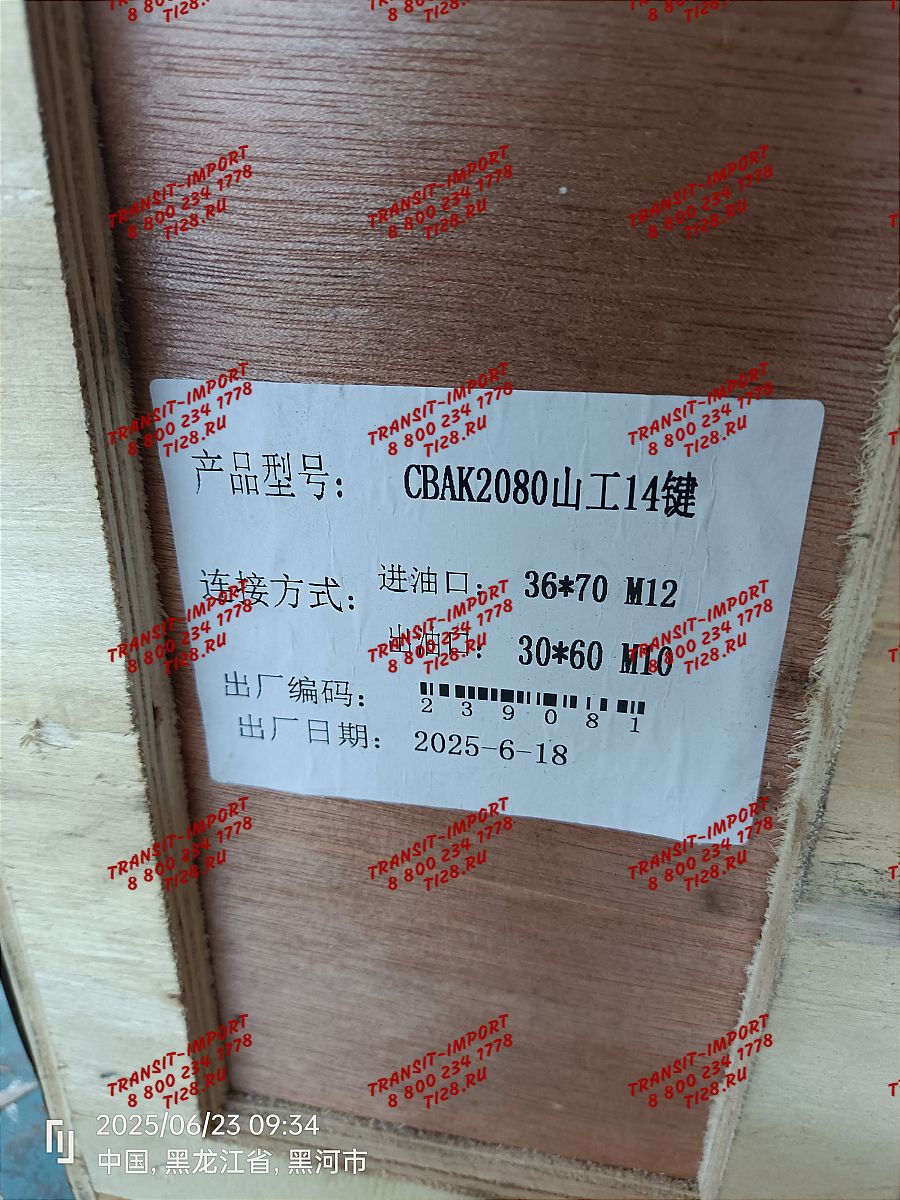 TRANSIT-IMPORT
8 800 234 1778
TI28.RU
产品型号: CBAK2080山工14键
连接方式: 进油口: 36*70 M12
出油口: 30*60 M10
出厂编码: 239081
出厂日期: 2025-6-18
2025/06/23 09:34
中国, 黑龙江省, 黑河市